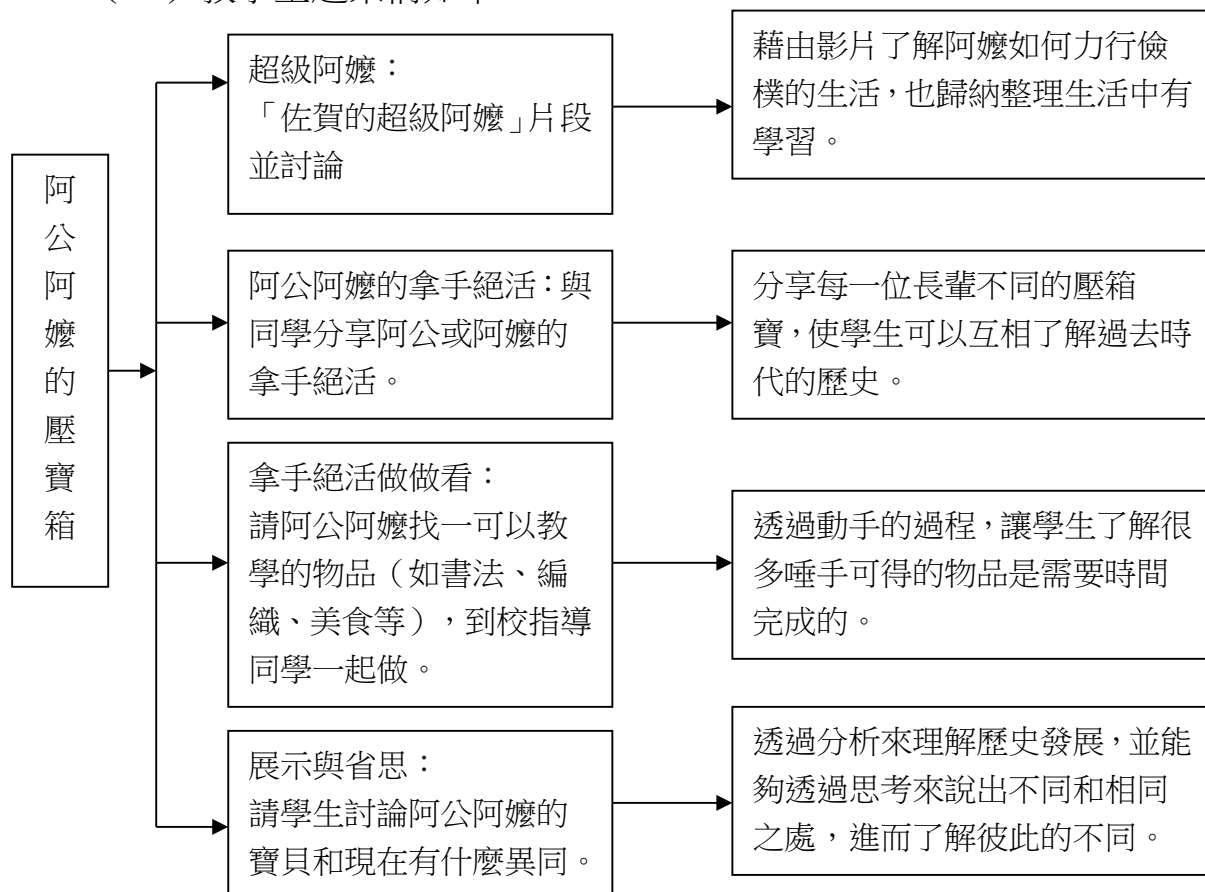 阿
公
阿
嬤
的
壓
寶
箱
超級阿嬤：
「佐賀的超級阿嬤」片段
並討論
藉由影片了解阿嬤如何力行儉
樸的生活，也歸納整理生活中有
學習。
阿公阿嬤的拿手絕活：與
同學分享阿公或阿嬤的
拿手絕活。
分享每一位長輩不同的壓箱
寶，使學生可以互相了解過去時
代的歷史。
拿手絕活做做看：
請阿公阿嬤找一可以教
學的物品（如書法、編
織、美食等），到校指導
同學一起做。
透過動手的過程，讓學生了解很
多唾手可得的物品是需要時間
完成的。
展示與省思：
請學生討論阿公阿嬤的
寶貝和現在有什麼異同。
透過分析來理解歷史發展，並能
夠透過思考來說出不同和相同
之處，進而了解彼此的不同。